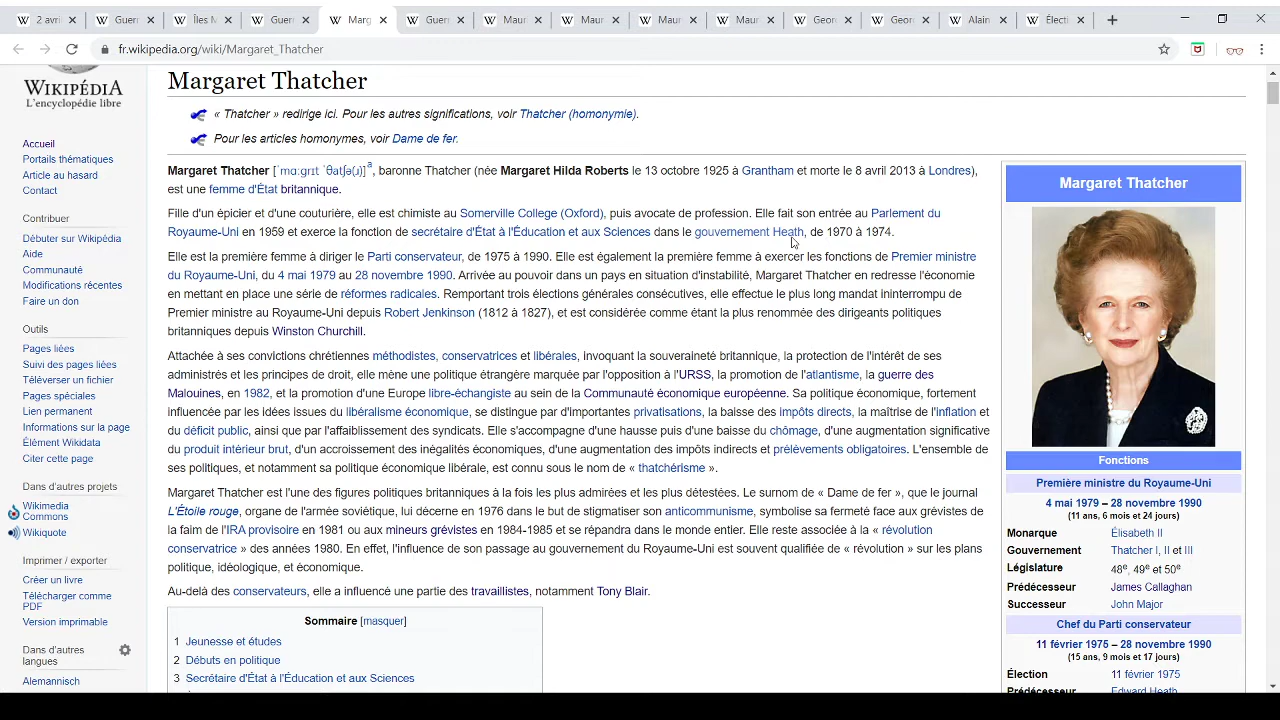 2 avri
Guerr
Îles M
Guerr
Marg
Guerr
Maur
Maur
Maur
Maur
Geor
Geor
Alain
Électi
fr.wikipedia.org/wiki/Margaret_Thatcher
WIKIPÉDIA
L'encyclopédie libre
Accueil
Portails thématiques
Article au hasard
Contact
Contribuer
Débuter sur Wikipédia
Aide
Communauté
Modifications récentes
Faire un don
Outils
Pages liées
Suivi des pages liées
Téléverser un fichier
Pages spéciales
Lien permanent
Informations sur la page
Élément Wikidata
Citer cette page
Dans d'autres projets
Wikimedia
Commons
Wikiquote
Imprimer / exporter
Créer un livre
Télécharger comme
PDF
Version imprimable
Dans d'autres
langues
Alemannisch
Margaret Thatcher
« Thatcher » redirige ici. Pour les autres significations, voir Thatcher (homonymie).
Pour les articles homonymes, voir Dame de fer.
Margaret Thatcher [ˈmɑːɡrɪt ˈθatʃə(ɹ)]a, baronne Thatcher (née Margaret Hilda Roberts le 13 octobre 1925 à Grantham et morte le 8 avril 2013 à Londres),
est une femme d'État britannique.
Fille d'un épicier et d'une couturière, elle est chimiste au Somerville College (Oxford), puis avocate de profession. Elle fait son entrée au Parlement du
Royaume-Uni en 1959 et exerce la fonction de secrétaire d'État à l'Éducation et aux Sciences dans le gouvernement Heath, de 1970 à 1974.
Elle est la première femme à diriger le Parti conservateur, de 1975 à 1990. Elle est également la première femme à exercer les fonctions de Premier ministre
du Royaume-Uni, du 4 mai 1979 au 28 novembre 1990. Arrivée au pouvoir dans un pays en situation d'instabilité, Margaret Thatcher en redresse l'économie
en mettant en place une série de réformes radicales. Remportant trois élections générales consécutives, elle effectue le plus long mandat ininterrompu de
Premier ministre au Royaume-Uni depuis Robert Jenkinson (1812 à 1827), et est considérée comme étant la plus renommée des dirigeants politiques
britanniques depuis Winston Churchill.
Attachée à ses convictions chrétiennes méthodistes, conservatrices et libérales, invoquant la souveraineté britannique, la protection de l'intérêt de ses
administrés et les principes de droit, elle mène une politique étrangère marquée par l'opposition à l'URSS, la promotion de l'atlantisme, la guerre des
Malouines, en 1982, et la promotion d'une Europe libre-échangiste au sein de la Communauté économique européenne. Sa politique économique, fortement
influencée par les idées issues du libéralisme économique, se distingue par d'importantes privatisations, la baisse des impôts directs, la maîtrise de l'inflation et
du déficit public, ainsi que par l'affaiblissement des syndicats. Elle s'accompagne d'une hausse puis d'une baisse du chômage, d'une augmentation significative
du produit intérieur brut, d'un accroissement des inégalités économiques, d'une augmentation des impôts indirects et prélèvements obligatoires. L'ensemble de
ses politiques, et notamment sa politique économique libérale, est connu sous le nom de « thatchérisme ».
Margaret Thatcher est l'une des figures politiques britanniques à la fois les plus admirées et les plus détestées. Le surnom de « Dame de fer », que le journal
L'Étoile rouge, organe de l'armée soviétique, lui décerne en 1976 dans le but de stigmatiser son anticommunisme, symbolise sa fermeté face aux grévistes de
la faim de l'IRA provisoire en 1981 ou aux mineurs grévistes en 1984-1985 et se répandra dans le monde entier. Elle reste associée à la « révolution
conservatrice » des années 1980. En effet, l'influence de son passage au gouvernement du Royaume-Uni est souvent qualifiée de « révolution » sur les plans
politique, idéologique, et économique.
Au-delà des conservateurs, elle a influencé une partie des travaillistes, notamment Tony Blair.
Sommaire [masquer]
1 Jeunesse et études
2 Débuts en politique
3 Secrétaire d'État à l'Éducation et aux Sciences
Margaret Thatcher
Fonctions
Première ministre du Royaume-Uni
4 mai 1979 – 28 novembre 1990
(11 ans, 6 mois et 24 jours)
Monarque Élisabeth II
Gouvernement Thatcher I, II et III
Législature 48e, 49e et 50e
Prédécesseur James Callaghan
Successeur John Major
Chef du Parti conservateur
11 février 1975 – 28 novembre 1990
(15 ans, 9 mois et 17 jours)
Élection 11 février 1975
Prédécesseur Edward Heath